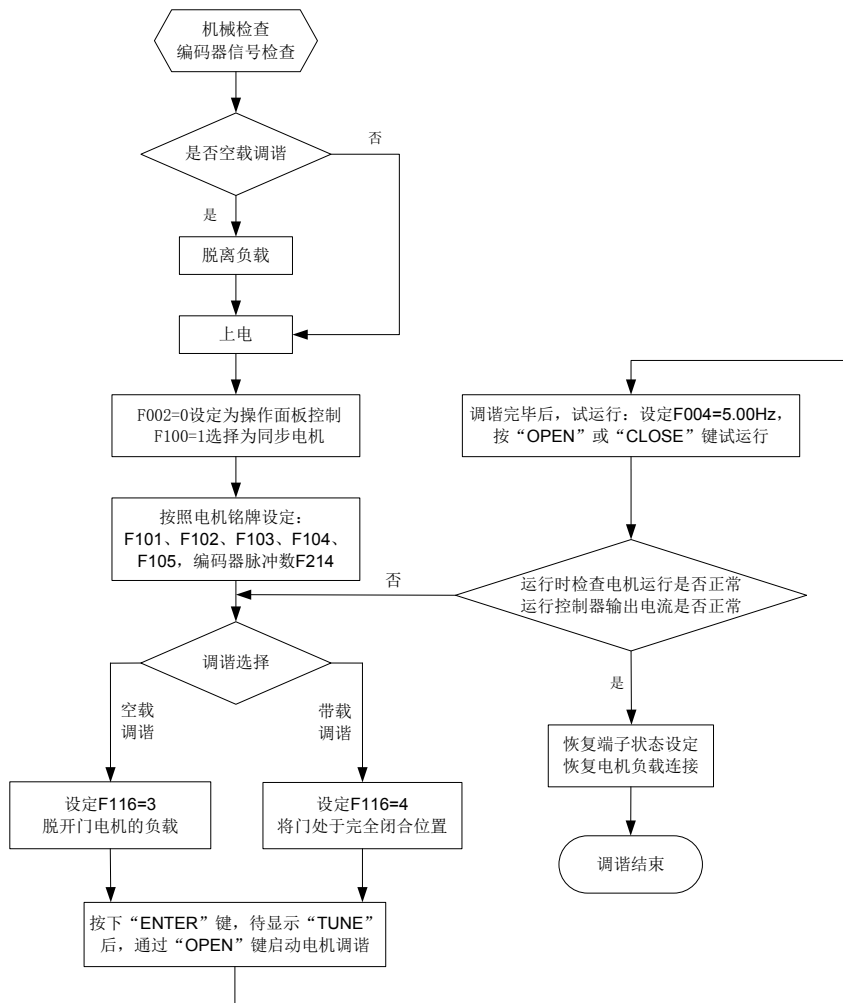 机械检查
编码器信号检查
否
是否空载调谐
是
脱离负载
上电
F002=0设定为操作面板控制
F100=1选择为同步电机
按照电机铭牌设定：
F101、F102、F103、F104、
F105，编码器脉冲数F214
调谐选择
空载
调谐
带载
调谐
设定F116=3
脱开门电机的负载
设定F116=4
将门处于完全闭合位置
按下“ENTER”键，待显示“TUNE”
后，通过“OPEN”键启动电机调谐
调谐完毕后，试运行：设定F004=5.00Hz，
按“OPEN”或“CLOSE”键试运行
运行时检查电机运行是否正常
运行控制器输出电流是否正常
否
是
恢复端子状态设定
恢复电机负载连接
调谐结束